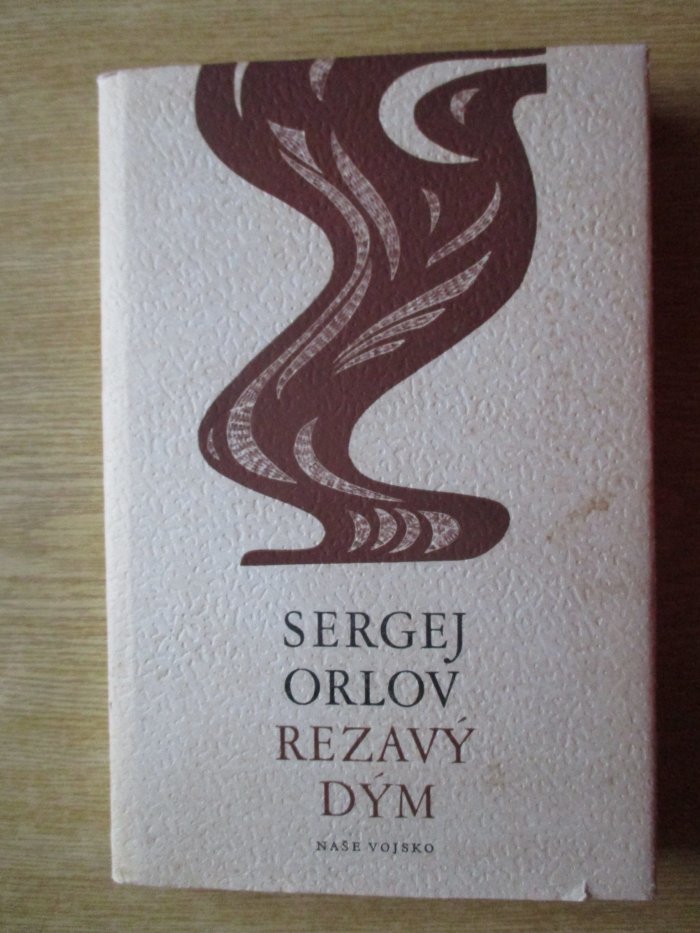 SERGEJ
ORLOV
REZAVÝ
DÝM
NAŠE VOJSKO